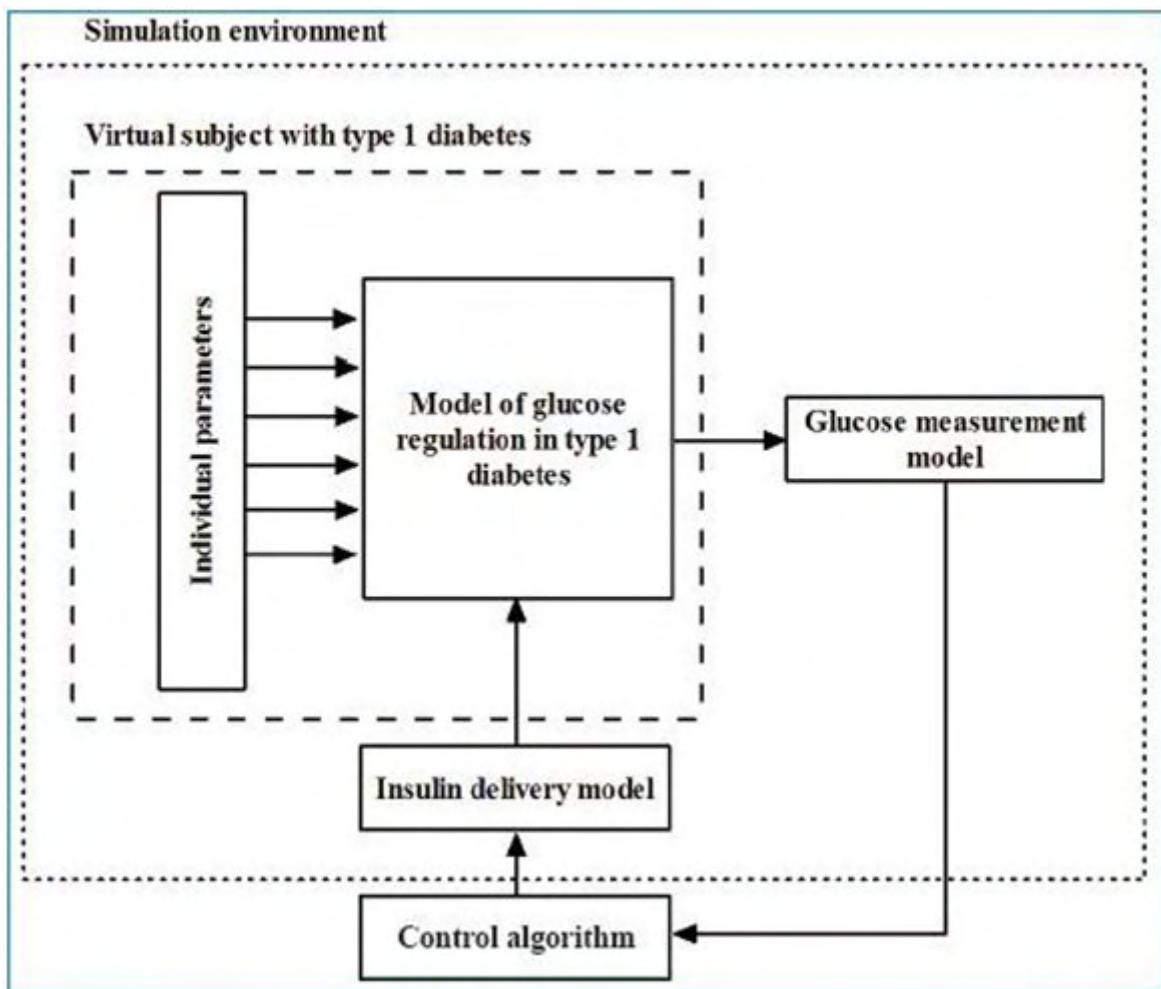 Simulation environment
Virtual subject with type 1 diabetes
Individual parameters
Model of glucose
regulation in type 1
diabetes
Glucose measurement
model
Insulin delivery model
Control algorithm